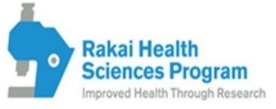 Rakai Health
Sciences Program
Improved Health Through Research